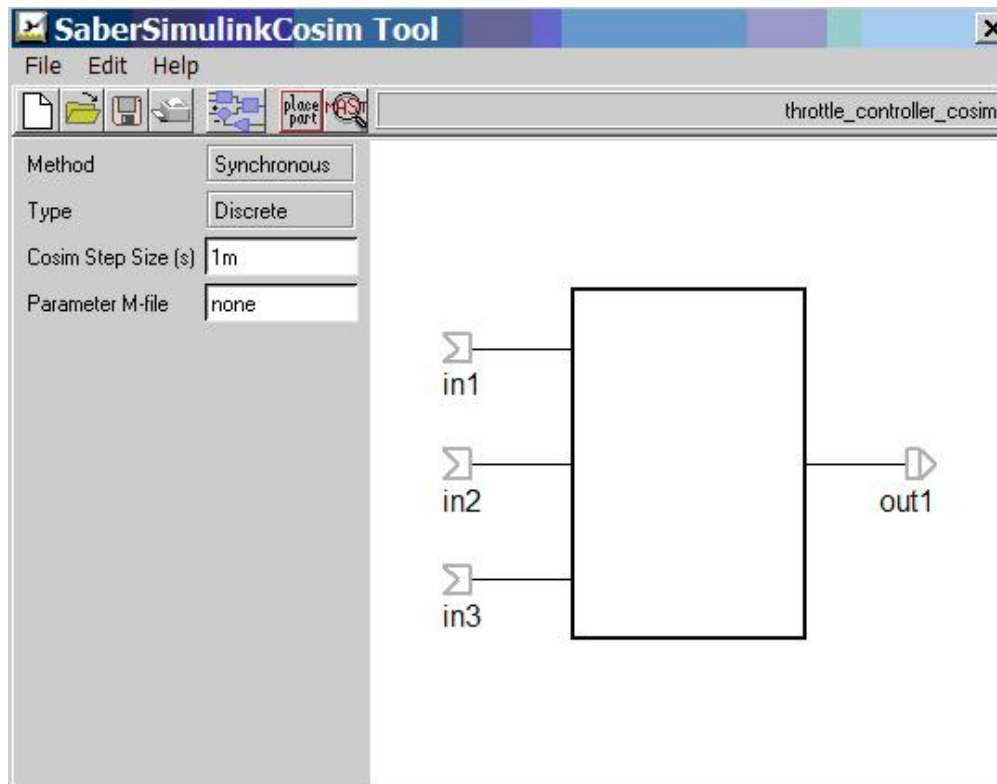 SaberSimulinkCosim Tool
File Edit Help
place part MAST throttle_controller_cosim
Method Synchronous
Type Discrete
Cosim Step Size (s) 1m
Parameter M-file none
in1
in2 out1
in3